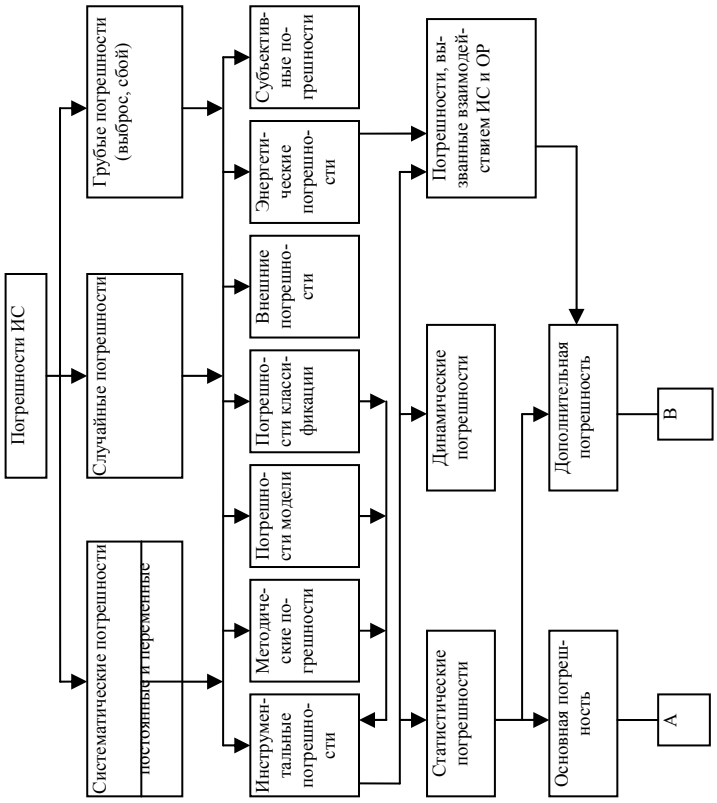 Погрешности ИС
Систематические погрешности
постоянные и переменные
Случайные погрешности
Грубые погрешности
(выброс, сбой)
Инструмен-
тальные
погрешно-
сти
Методиче-
ские по-
грешности
Погрешно-
сти модели
Погрешно-
сти класси-
фикации
Внешние
погрешно-
сти
Энергети-
ческие
погрешно-
сти
Субъектив-
ные по-
грешности
Статистические
погрешности
Динамические
погрешности
Погрешности, вы-
званные взаимодей-
ствием ИС и ОР
Основная погреш-
ность
Дополнительная
погрешность
А
В